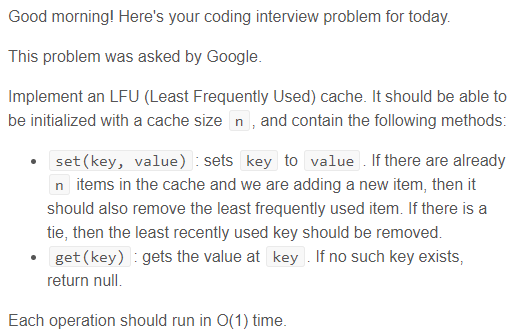 Good morning! Here's your coding interview problem for today.
This problem was asked by Google.
Implement an LFU (Least Frequently Used) cache. It should be able to
be initialized with a cache size n , and contain the following methods:
• set(key, value) : sets key to value . If there are already
n items in the cache and we are adding a new item, then it
should also remove the least frequently used item. If there is a
tie, then the least recently used key should be removed.
• get(key) : gets the value at key . If no such key exists,
return null.
Each operation should run in O(1) time.